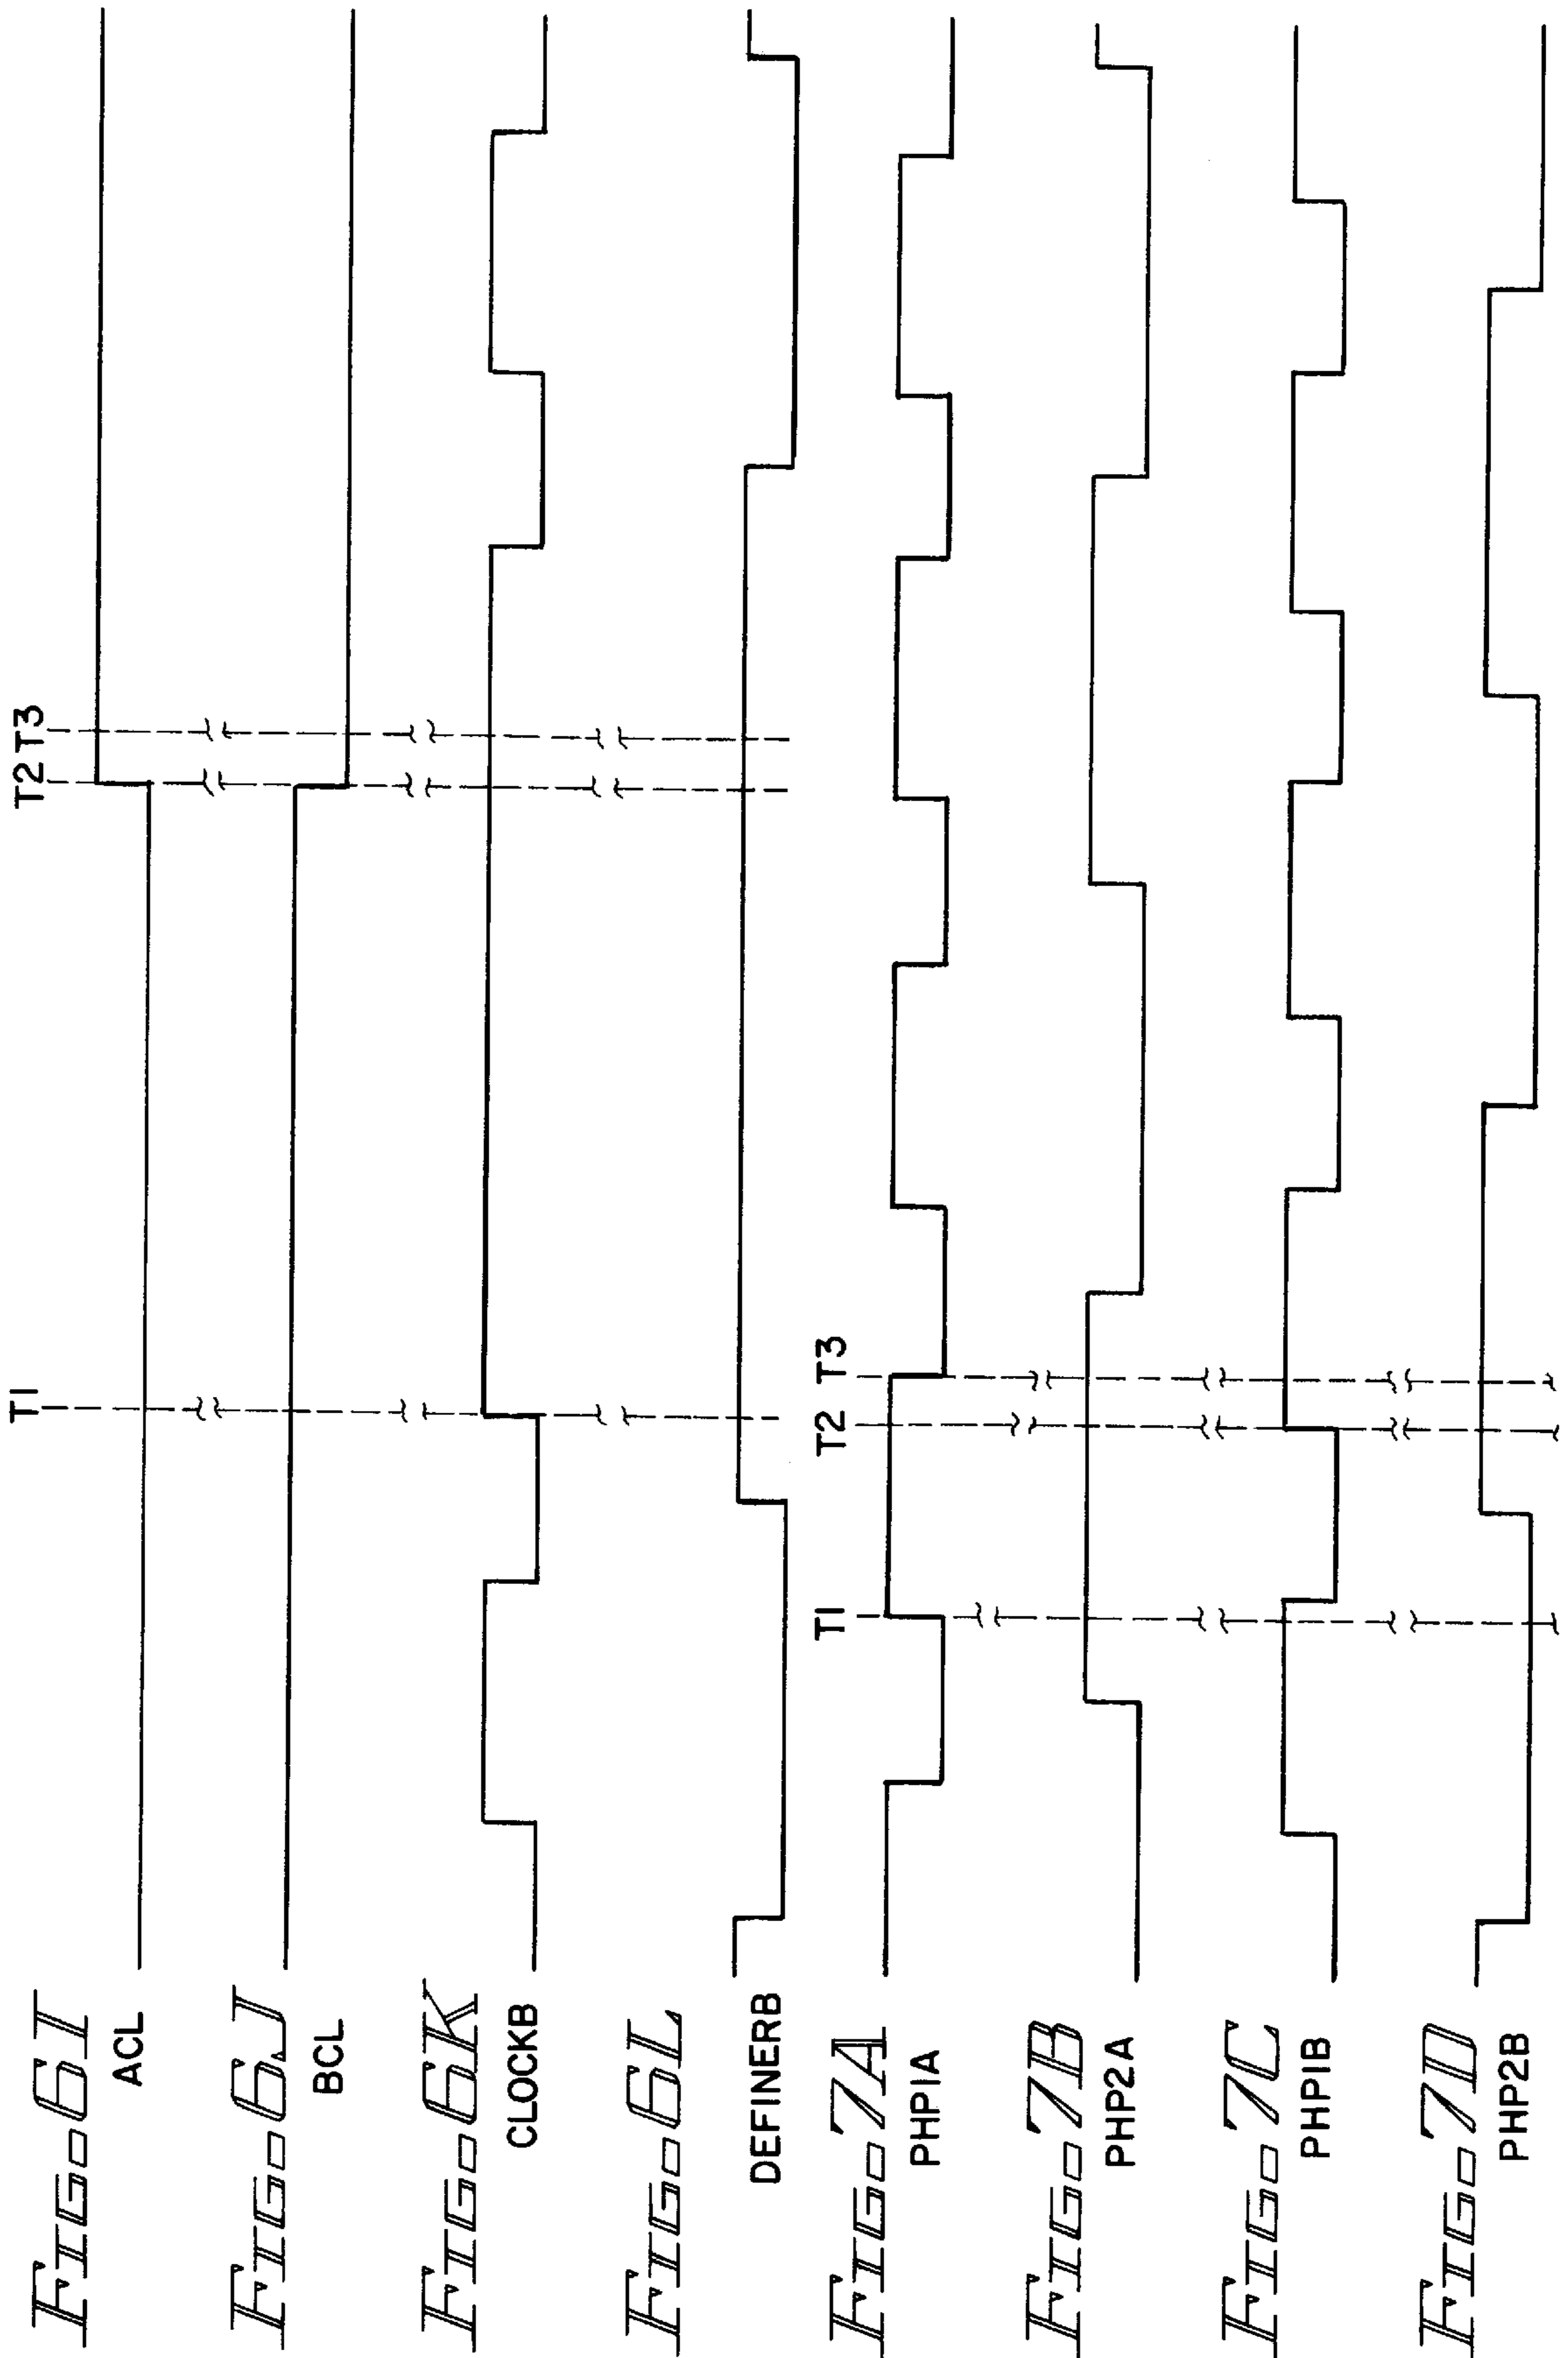 T1
T2 T3
FIG. 6I
ACL
FIG. 6J
BCL
FIG. 6K
CLOCKB
FIG. 6L
DEFINERB
T1
T2
T3
FIG. 7A
PHP1A
FIG. 7B
PHP2A
FIG. 7C
PHP1B
FIG. 7D
PHP2B